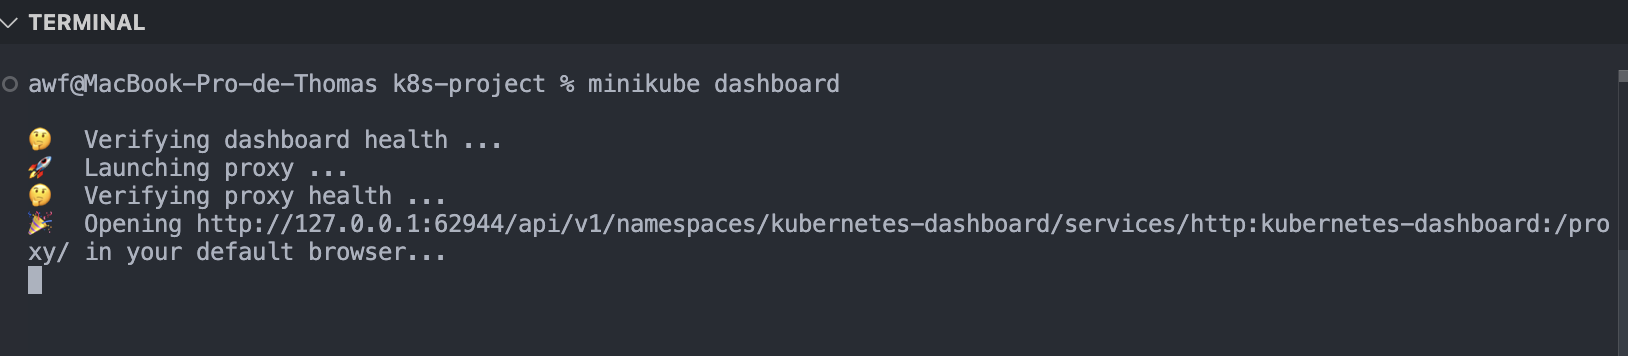 TERMINAL
awf@MacBook-Pro-de-Thomas k8s-project % minikube dashboard
🤔 Verifying dashboard health ...
🚀 Launching proxy ...
🤔 Verifying proxy health ...
🎉 Opening http://127.0.0.1:62944/api/v1/namespaces/kubernetes-dashboard/services/http:kubernetes-dashboard:/pro
xy/ in your default browser...